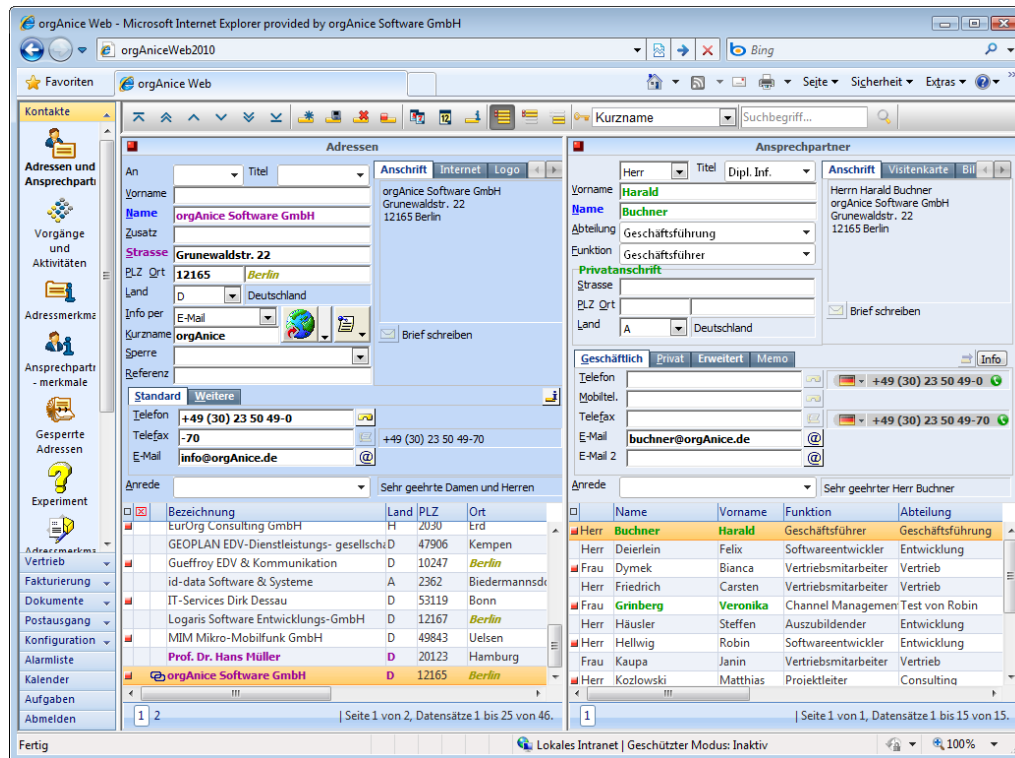 orgAnice Web - Microsoft Internet Explorer provided by orgAnice Software GmbH
orgAniceWeb2010
Bing
Favoriten
orgAnice Web
Seite Sicherheit Extras
Kontakte
Adressen und
Ansprechpart
Vorgänge
und
Aktivitäten
Adressmerkma
Ansprechpart
- merkmale
Gesperrte
Adressen
Experiment
Vertrieb
Fakturierung
Dokumente
Postausgang
Konfiguration
Alarmliste
Kalender
Aufgaben
Abmelden
Kurzname Suchbegriff...
Adressen
An Titel
Vorname
Name orgAnice Software GmbH
Zusatz
Strasse Grunewaldstr. 22
PLZ Ort 12165 Berlin
Land D Deutschland
Info per E-Mail
Kurzname orgAnice
Sperre
Referenz
Anschrift Internet Logo
orgAnice Software GmbH
Grunewaldstr. 22
12165 Berlin
Brief schreiben
Standard Weitere
Telefon +49 (30) 23 50 49-0
Telefax -70 +49 (30) 23 50 49-70
E-Mail info@orgAnice.de @
Anrede Sehr geehrte Damen und Herren
Bezeichnung Land PLZ Ort
EurOrg Consulting GmbH H 2030 Erd
GEOPLAN EDV-Dienstleistungs- gesellscha D 47906 Kempen
Gueffroy EDV & Kommunikation D 10247 Berlin
id-data Software & Systeme A 2362 Biedermannsdo
IT-Services Dirk Dessau D 53119 Bonn
Logaris Software Entwicklungs-GmbH D 12167 Berlin
MIM Mikro-Mobilfunk GmbH D 49843 Uelsen
Prof. Dr. Hans Müller D 20123 Hamburg
orgAnice Software GmbH D 12165 Berlin
1 2 | Seite 1 von 2, Datensätze 1 bis 25 von 46.
Ansprechpartner
Herr Titel Dipl. Inf.
Vorname Harald
Name Buchner
Abteilung Geschäftsführung
Funktion Geschäftsführer
Privatanschrift
Strasse
PLZ Ort
Land A Deutschland
Anschrift Visitenkarte Bil
Herrn Harald Buchner
orgAnice Software GmbH
Grunewaldstr. 22
12165 Berlin
Brief schreiben
Geschäftlich Privat Erweitert Memo Info
Telefon +49 (30) 23 50 49-0
Mobiltel.
Telefax +49 (30) 23 50 49-70
E-Mail buchner@orgAnice.de @
E-Mail 2 @
Anrede Sehr geehrter Herr Buchner
Name Vorname Funktion Abteilung
Herr Buchner Harald Geschäftsführer Geschäftsführung
Herr Deierlein Felix Softwareentwickler Entwicklung
Frau Dymek Bianca Vertriebsmitarbeiter Vertrieb
Herr Friedrich Carsten Vertriebsmitarbeiter Vertrieb
Frau Grinberg Veronika Channel Managemen Test von Robin
Herr Häusler Steffen Auszubildender Entwicklung
Herr Hellwig Robin Softwareentwickler Entwicklung
Frau Kaupa Janin Vertriebsmitarbeiter Vertrieb
Herr Kozlowski Matthias Projektleiter Consulting
1 | Seite 1 von 1, Datensätze 1 bis 15 von 15.
Fertig Lokales Intranet | Geschützter Modus: Inaktiv 100%